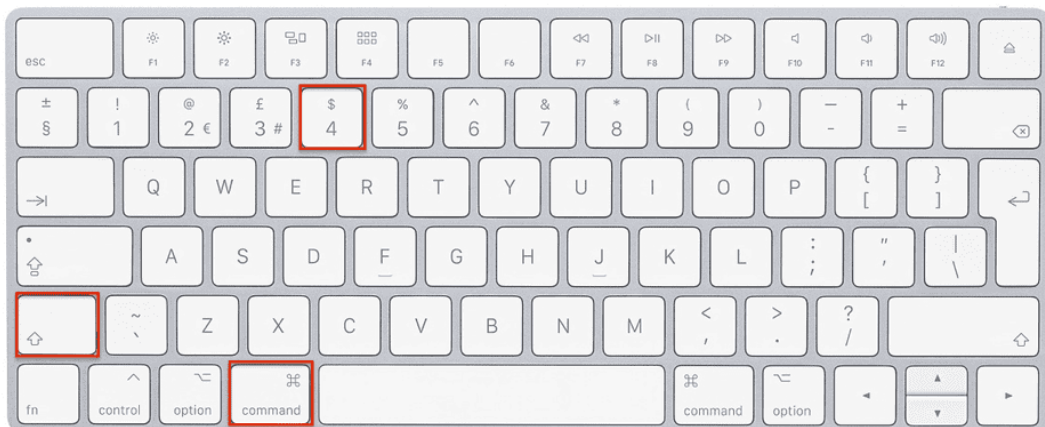 esc F1 F2 F3 F4 F5 F6 F7 F8 F9 F10 F11 F12
± ! @ £ $ % ^ & * ( ) — +
§ 1 2 € 3 # 4 5 6 7 8 9 0 - =
Q W E R T Y U I O P { [ } ]
A S D F G H J K L : ; " ' | \
~ ` Z X C V B N M < , > . ? /
fn control option command command option